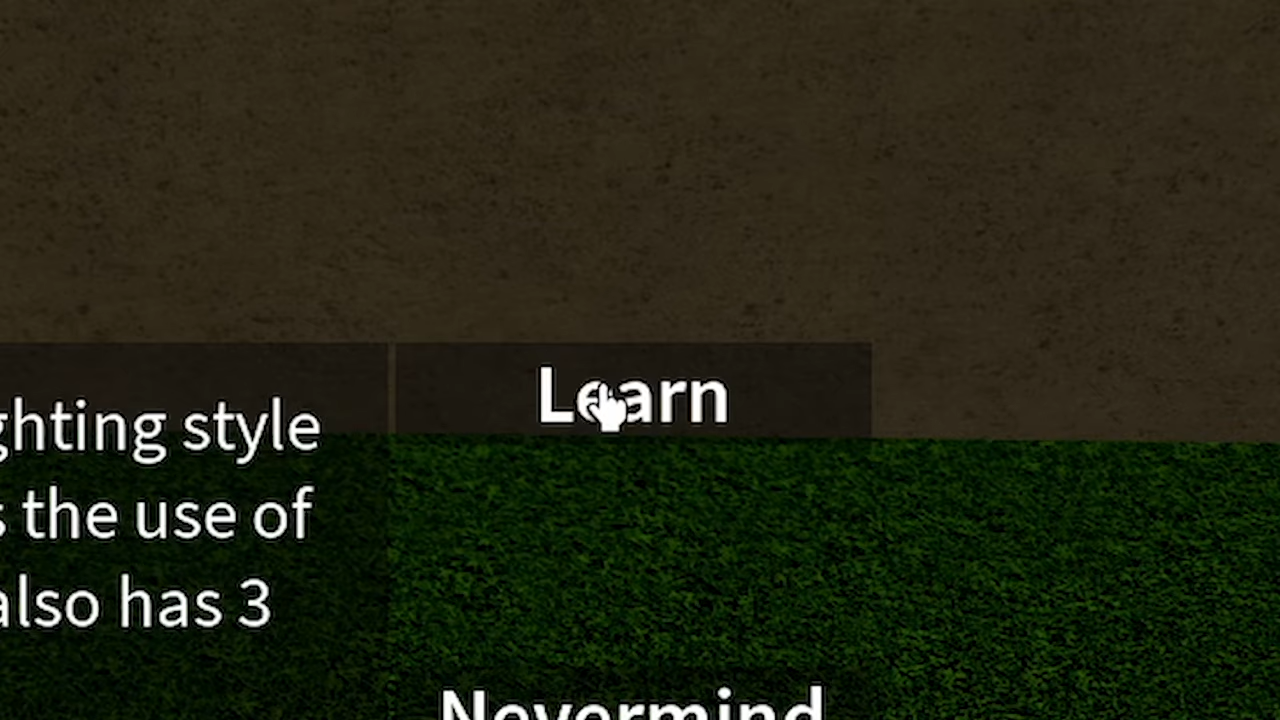 Learn
ghting style
s the use of
also has 3
Nevermind